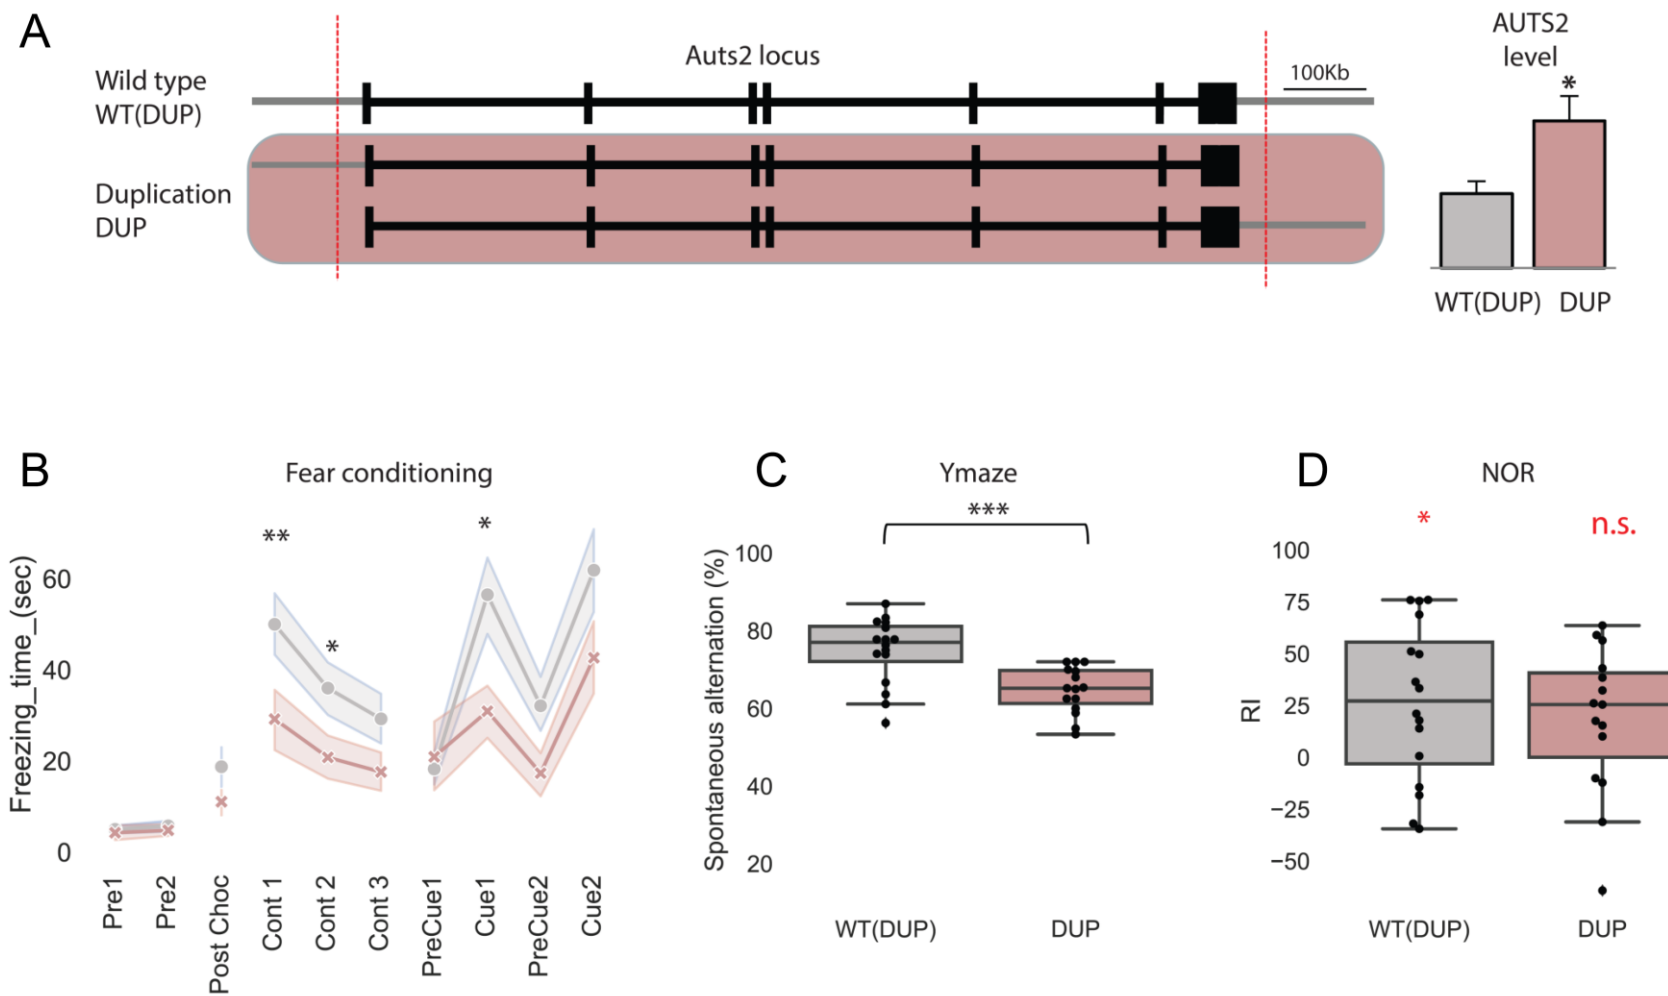 A
Auts2 locus
100Kb
AUTS2
level
*
Wild type
WT(DUP)
Duplication
DUP
WT(DUP) DUP
B
Fear conditioning
Freezing_time_(sec)
60
40
20
0
**
*
*
Pre1
Pre2
Post Choc
Cont 1
Cont 2
Cont 3
PreCue1
Cue1
PreCue2
Cue2
C
Ymaze
***
Spontaneous alternation (%)
100
80
60
40
20
WT(DUP)
DUP
D
NOR
*
n.s.
RI
100
75
50
25
0
−25
−50
WT(DUP)
DUP